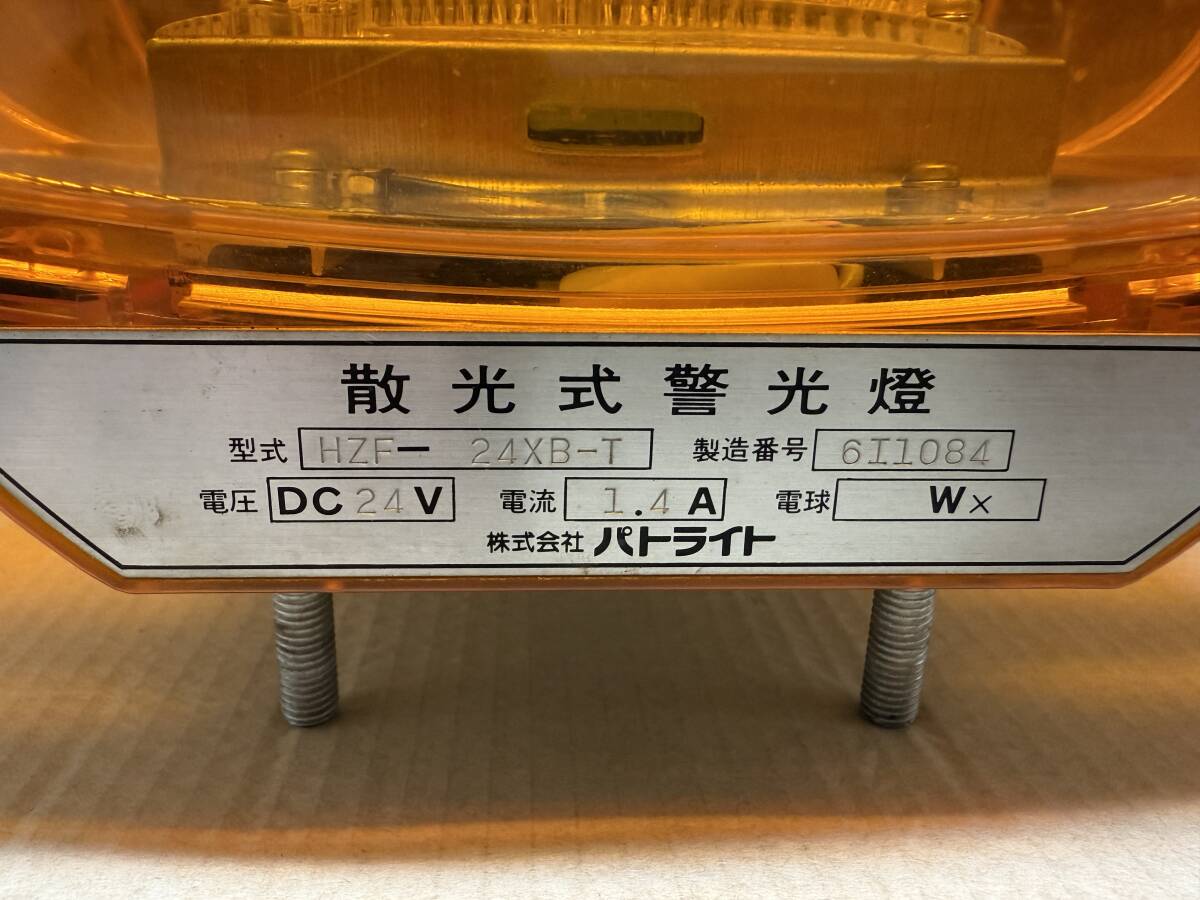 散光式警光燈
型式 HZF- 24XB-T 製造番号 6I1084
電圧 DC 24 V 電流 1.4 A 電球 W×
株式会社 パトライト